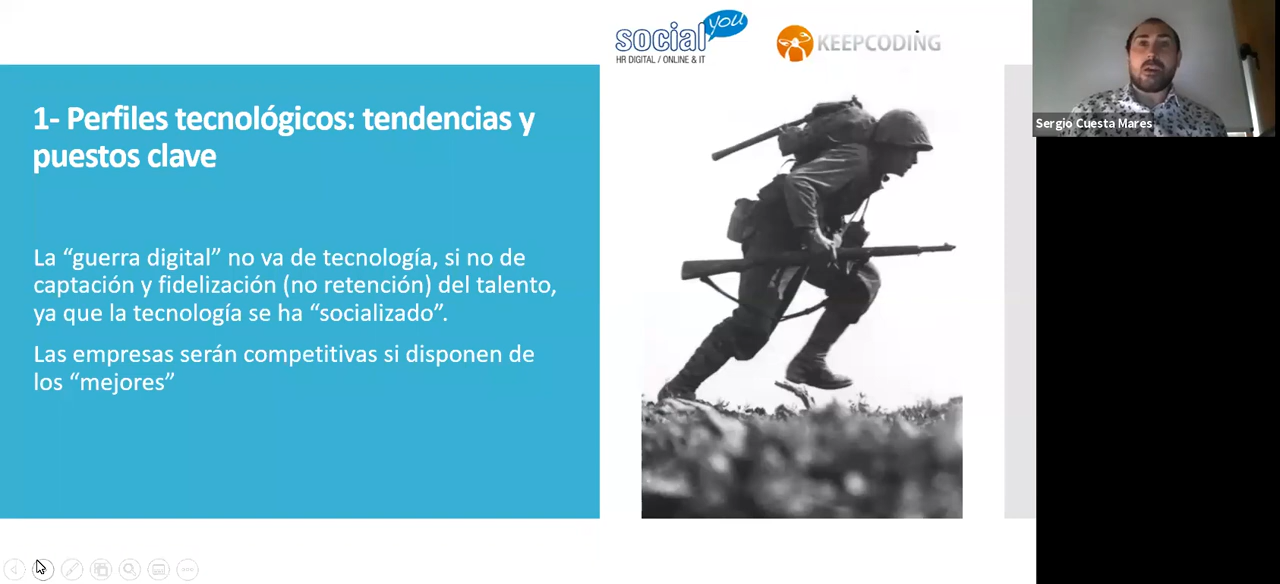 social you
HR DIGITAL / ONLINE & IT
KEEPCODING
Sergio Cuesta Mares
1- Perfiles tecnológicos: tendencias y
puestos clave
La “guerra digital” no va de tecnología, si no de
captación y fidelización (no retención) del talento,
ya que la tecnología se ha “socializado”.
Las empresas serán competitivas si disponen de
los “mejores”